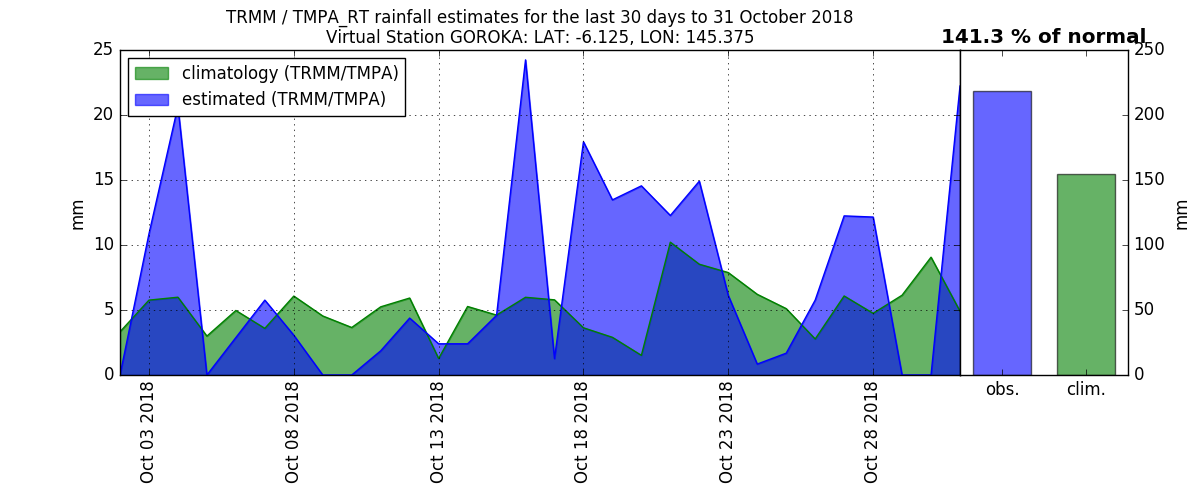 TRMM / TMPA_RT rainfall estimates for the last 30 days to 31 October 2018
Virtual Station GOROKA: LAT: -6.125, LON: 145.375
141.3 % of normal
climatology (TRMM/TMPA)
estimated (TRMM/TMPA)
25
20
15
10
5
0
mm
250
200
150
100
50
0
mm
obs.
clim.
Oct 03 2018
Oct 08 2018
Oct 13 2018
Oct 18 2018
Oct 23 2018
Oct 28 2018